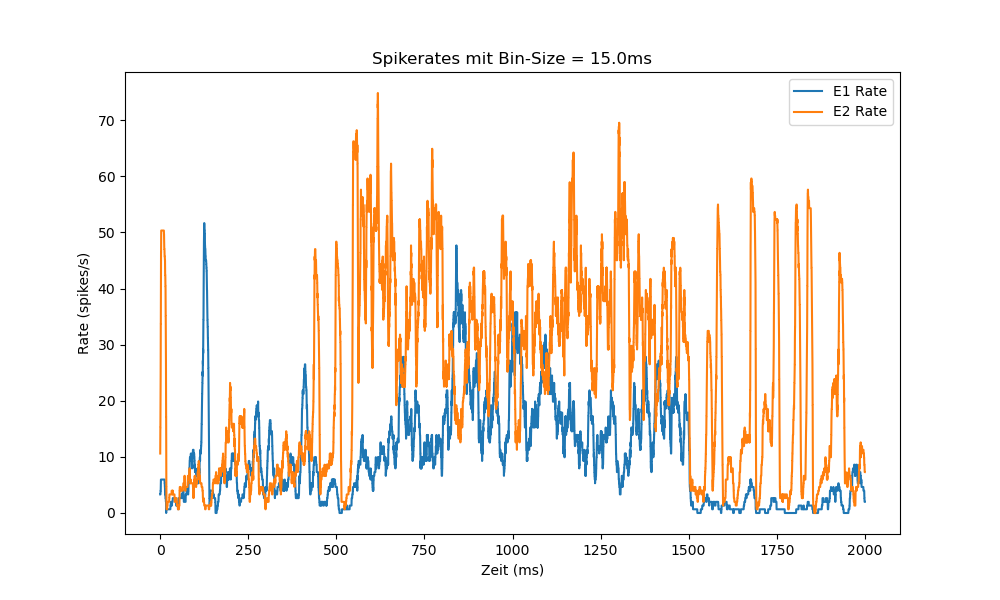 Spikerates mit Bin-Size = 15.0ms
E1 Rate
E2 Rate
Rate (spikes/s)
70
60
50
40
30
20
10
0
0 250 500 750 1000 1250 1500 1750 2000
Zeit (ms)